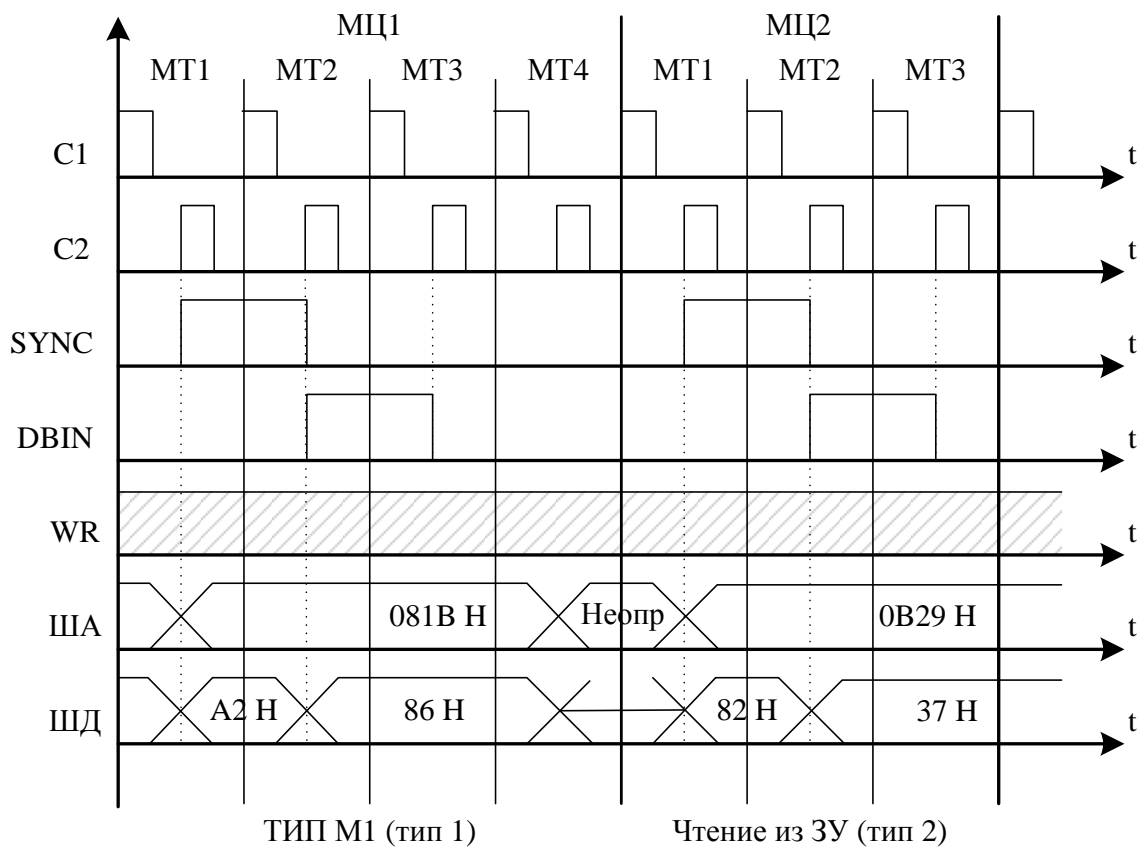 МЦ1 МЦ2
МТ1 МТ2 МТ3 МТ4 МТ1 МТ2 МТ3
C1 t
C2 t
SYNC t
DBIN t
WR t
ША 081B H Неопр 0B29 H t
ШД A2 H 86 H 82 H 37 H t
ТИП М1 (тип 1) Чтение из ЗУ (тип 2)